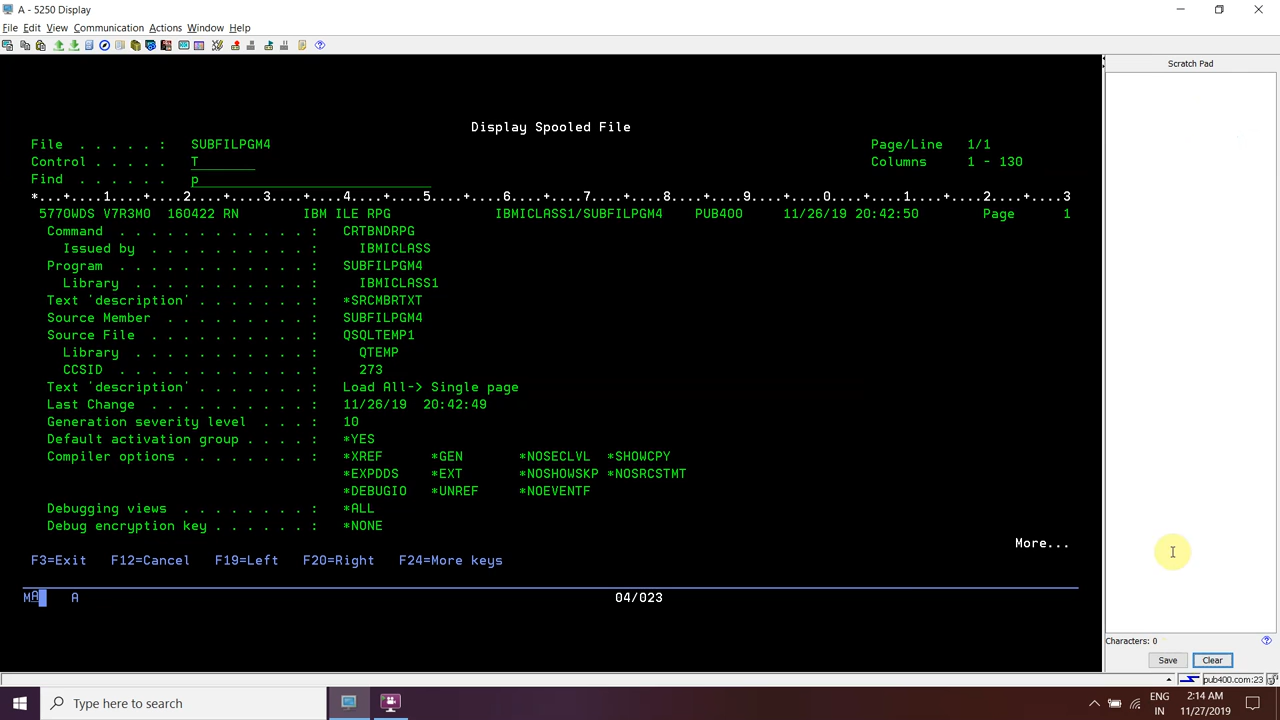 A - 5250 Display
File Edit View Communication Actions Window Help
Scratch Pad
Display Spooled File
File . . . . . : SUBFILPGM4 Page/Line 1/1
Control . . . . . T Columns 1 - 130
Find . . . . . . p
*...+....1....+....2....+....3....+....4....+....5....+....6....+....7....+....8....+....9....+....0....+....1....+....2....+....3
5770WDS V7R3M0 160422 RN IBM ILE RPG IBMICLASS1/SUBFILPGM4 PUB400 11/26/19 20:42:50 Page 1
Command . . . . . . . . . . . . : CRTBNDRPG
Issued by . . . . . . . . . . : IBMICLASS
Program . . . . . . . . . . . . : SUBFILPGM4
Library . . . . . . . . . . . : IBMICLASS1
Text 'description' . . . . . . . : *SRCMBRTXT
Source Member . . . . . . . . . : SUBFILPGM4
Source File . . . . . . . . . . : QSQLTEMP1
Library . . . . . . . . . . . : QTEMP
CCSID . . . . . . . . . . . . : 273
Text 'description' . . . . . . . : Load All-> Single page
Last Change . . . . . . . . . . : 11/26/19 20:42:49
Generation severity level . . . : 10
Default activation group . . . . : *YES
Compiler options . . . . . . . . : *XREF *GEN *NOSECLVL *SHOWCPY
*EXPDDS *EXT *NOSHOWSKP *NOSRCSTMT
*DEBUGIO *UNREF *NOEVENTF
Debugging views . . . . . . . . : *ALL
Debug encryption key . . . . . . : *NONE
More...
F3=Exit F12=Cancel F19=Left F20=Right F24=More keys
MA A 04/023
Characters: 0
Save Clear
pub400.com:23
Type here to search
ENG
IN
2:14 AM
11/27/2019